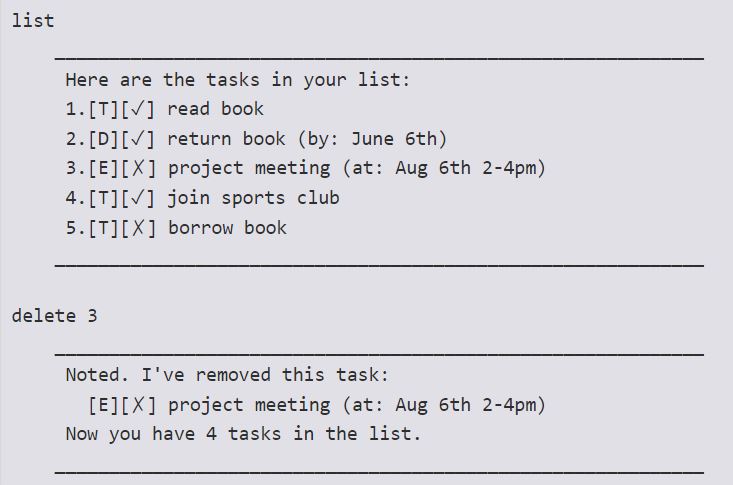 list
____________________________________________________________
Here are the tasks in your list:
1.[T][✓] read book
2.[D][✓] return book (by: June 6th)
3.[E][✗] project meeting (at: Aug 6th 2-4pm)
4.[T][✓] join sports club
5.[T][✗] borrow book
____________________________________________________________
delete 3
____________________________________________________________
Noted. I've removed this task:
[E][✗] project meeting (at: Aug 6th 2-4pm)
Now you have 4 tasks in the list.
____________________________________________________________